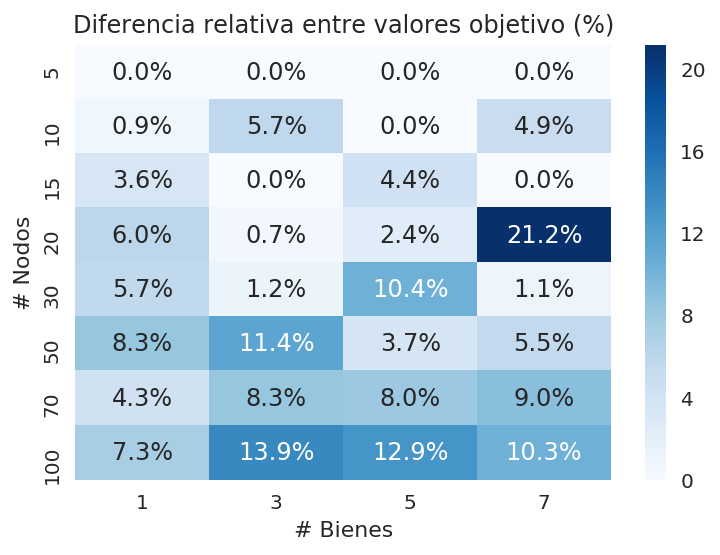 Diferencia relativa entre valores objetivo (%)
5 0.0% 0.0% 0.0% 0.0%
10 0.9% 5.7% 0.0% 4.9%
15 3.6% 0.0% 4.4% 0.0%
20 6.0% 0.7% 2.4% 21.2%
30 5.7% 1.2% 10.4% 1.1%
50 8.3% 11.4% 3.7% 5.5%
70 4.3% 8.3% 8.0% 9.0%
100 7.3% 13.9% 12.9% 10.3%
1 3 5 7
# Bienes
# Nodos
20
16
12
8
4
0